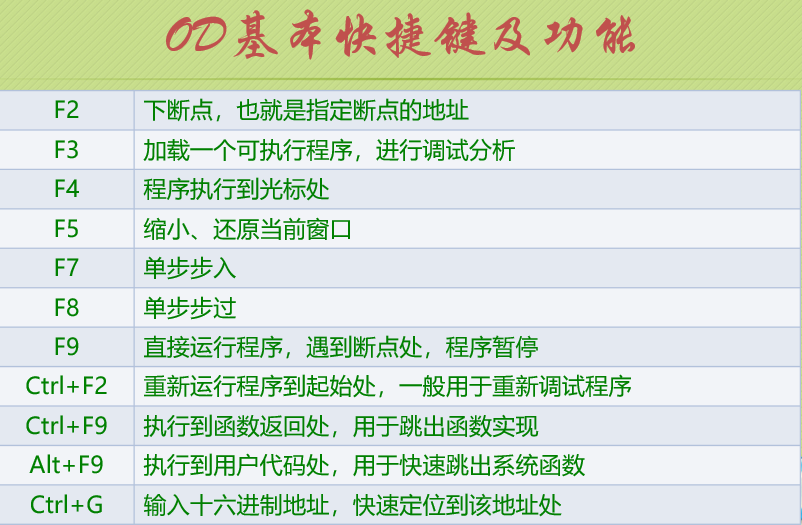 OD基本快捷键及功能
F2 下断点，也就是指定断点的地址
F3 加载一个可执行程序，进行调试分析
F4 程序执行到光标处
F5 缩小、还原当前窗口
F7 单步步入
F8 单步步过
F9 直接运行程序，遇到断点处，程序暂停
Ctrl+F2 重新运行程序到起始处，一般用于重新调试程序
Ctrl+F9 执行到函数返回处，用于跳出函数实现
Alt+F9 执行到用户代码处，用于快速跳出系统函数
Ctrl+G 输入十六进制地址，快速定位到该地址处